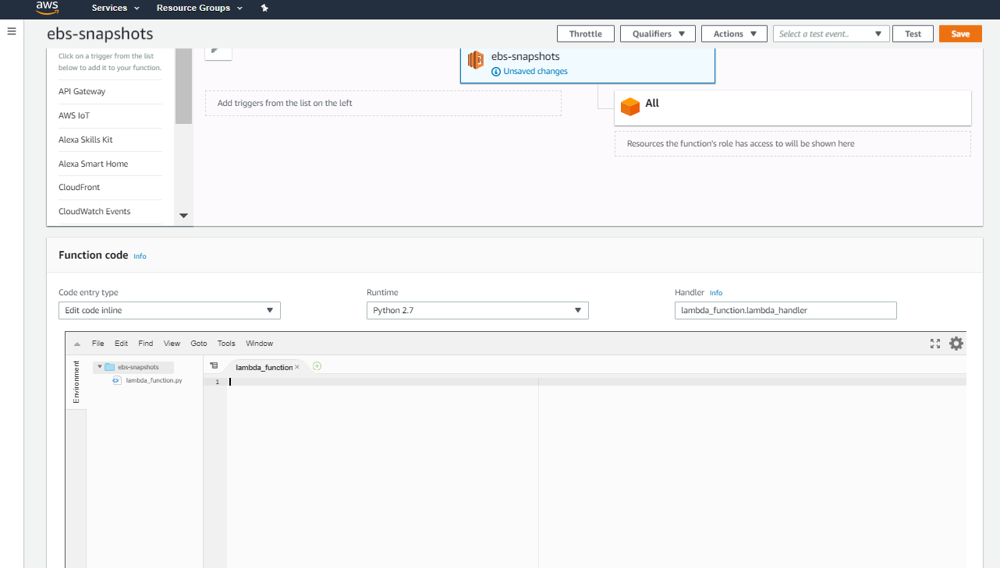 aws
Services
Resource Groups
ebs-snapshots
Throttle
Qualifiers
Actions
Select a test event..
Test
Save
Click on a trigger from the list
below to add it to your function.
API Gateway
AWS IoT
Alexa Skills Kit
Alexa Smart Home
CloudFront
CloudWatch Events
Add triggers from the list on the left
ebs-snapshots
Unsaved changes
All
Resources the function's role has access to will be shown here
Function code Info
Code entry type
Edit code inline
Runtime
Python 2.7
Handler Info
lambda_function.lambda_handler
File Edit Find View Goto Tools Window
Environment
ebs-snapshots
lambda_function.py
lambda_function
1